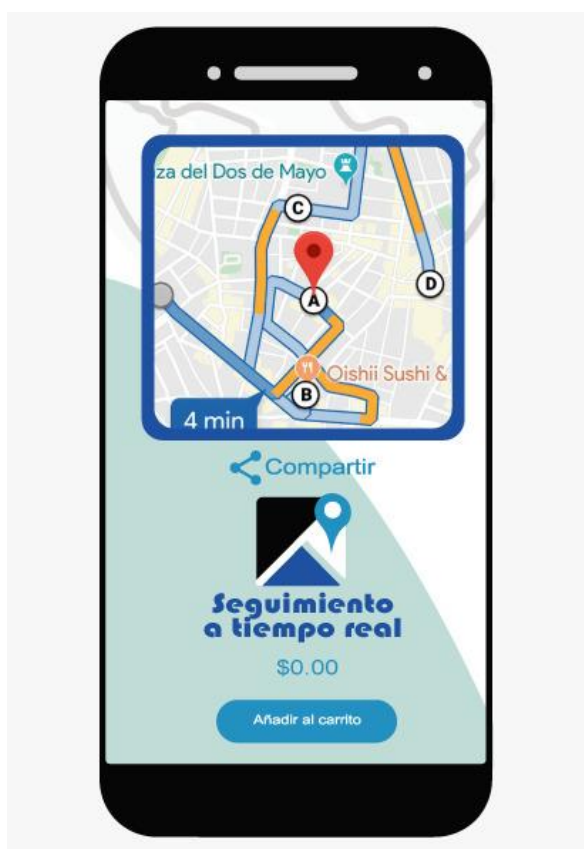 za del Dos de Mayo
C
A
D
Oishii Sushi &
B
4 min
Compartir
Seguimiento
a tiempo real
$0.00
Añadir al carrito